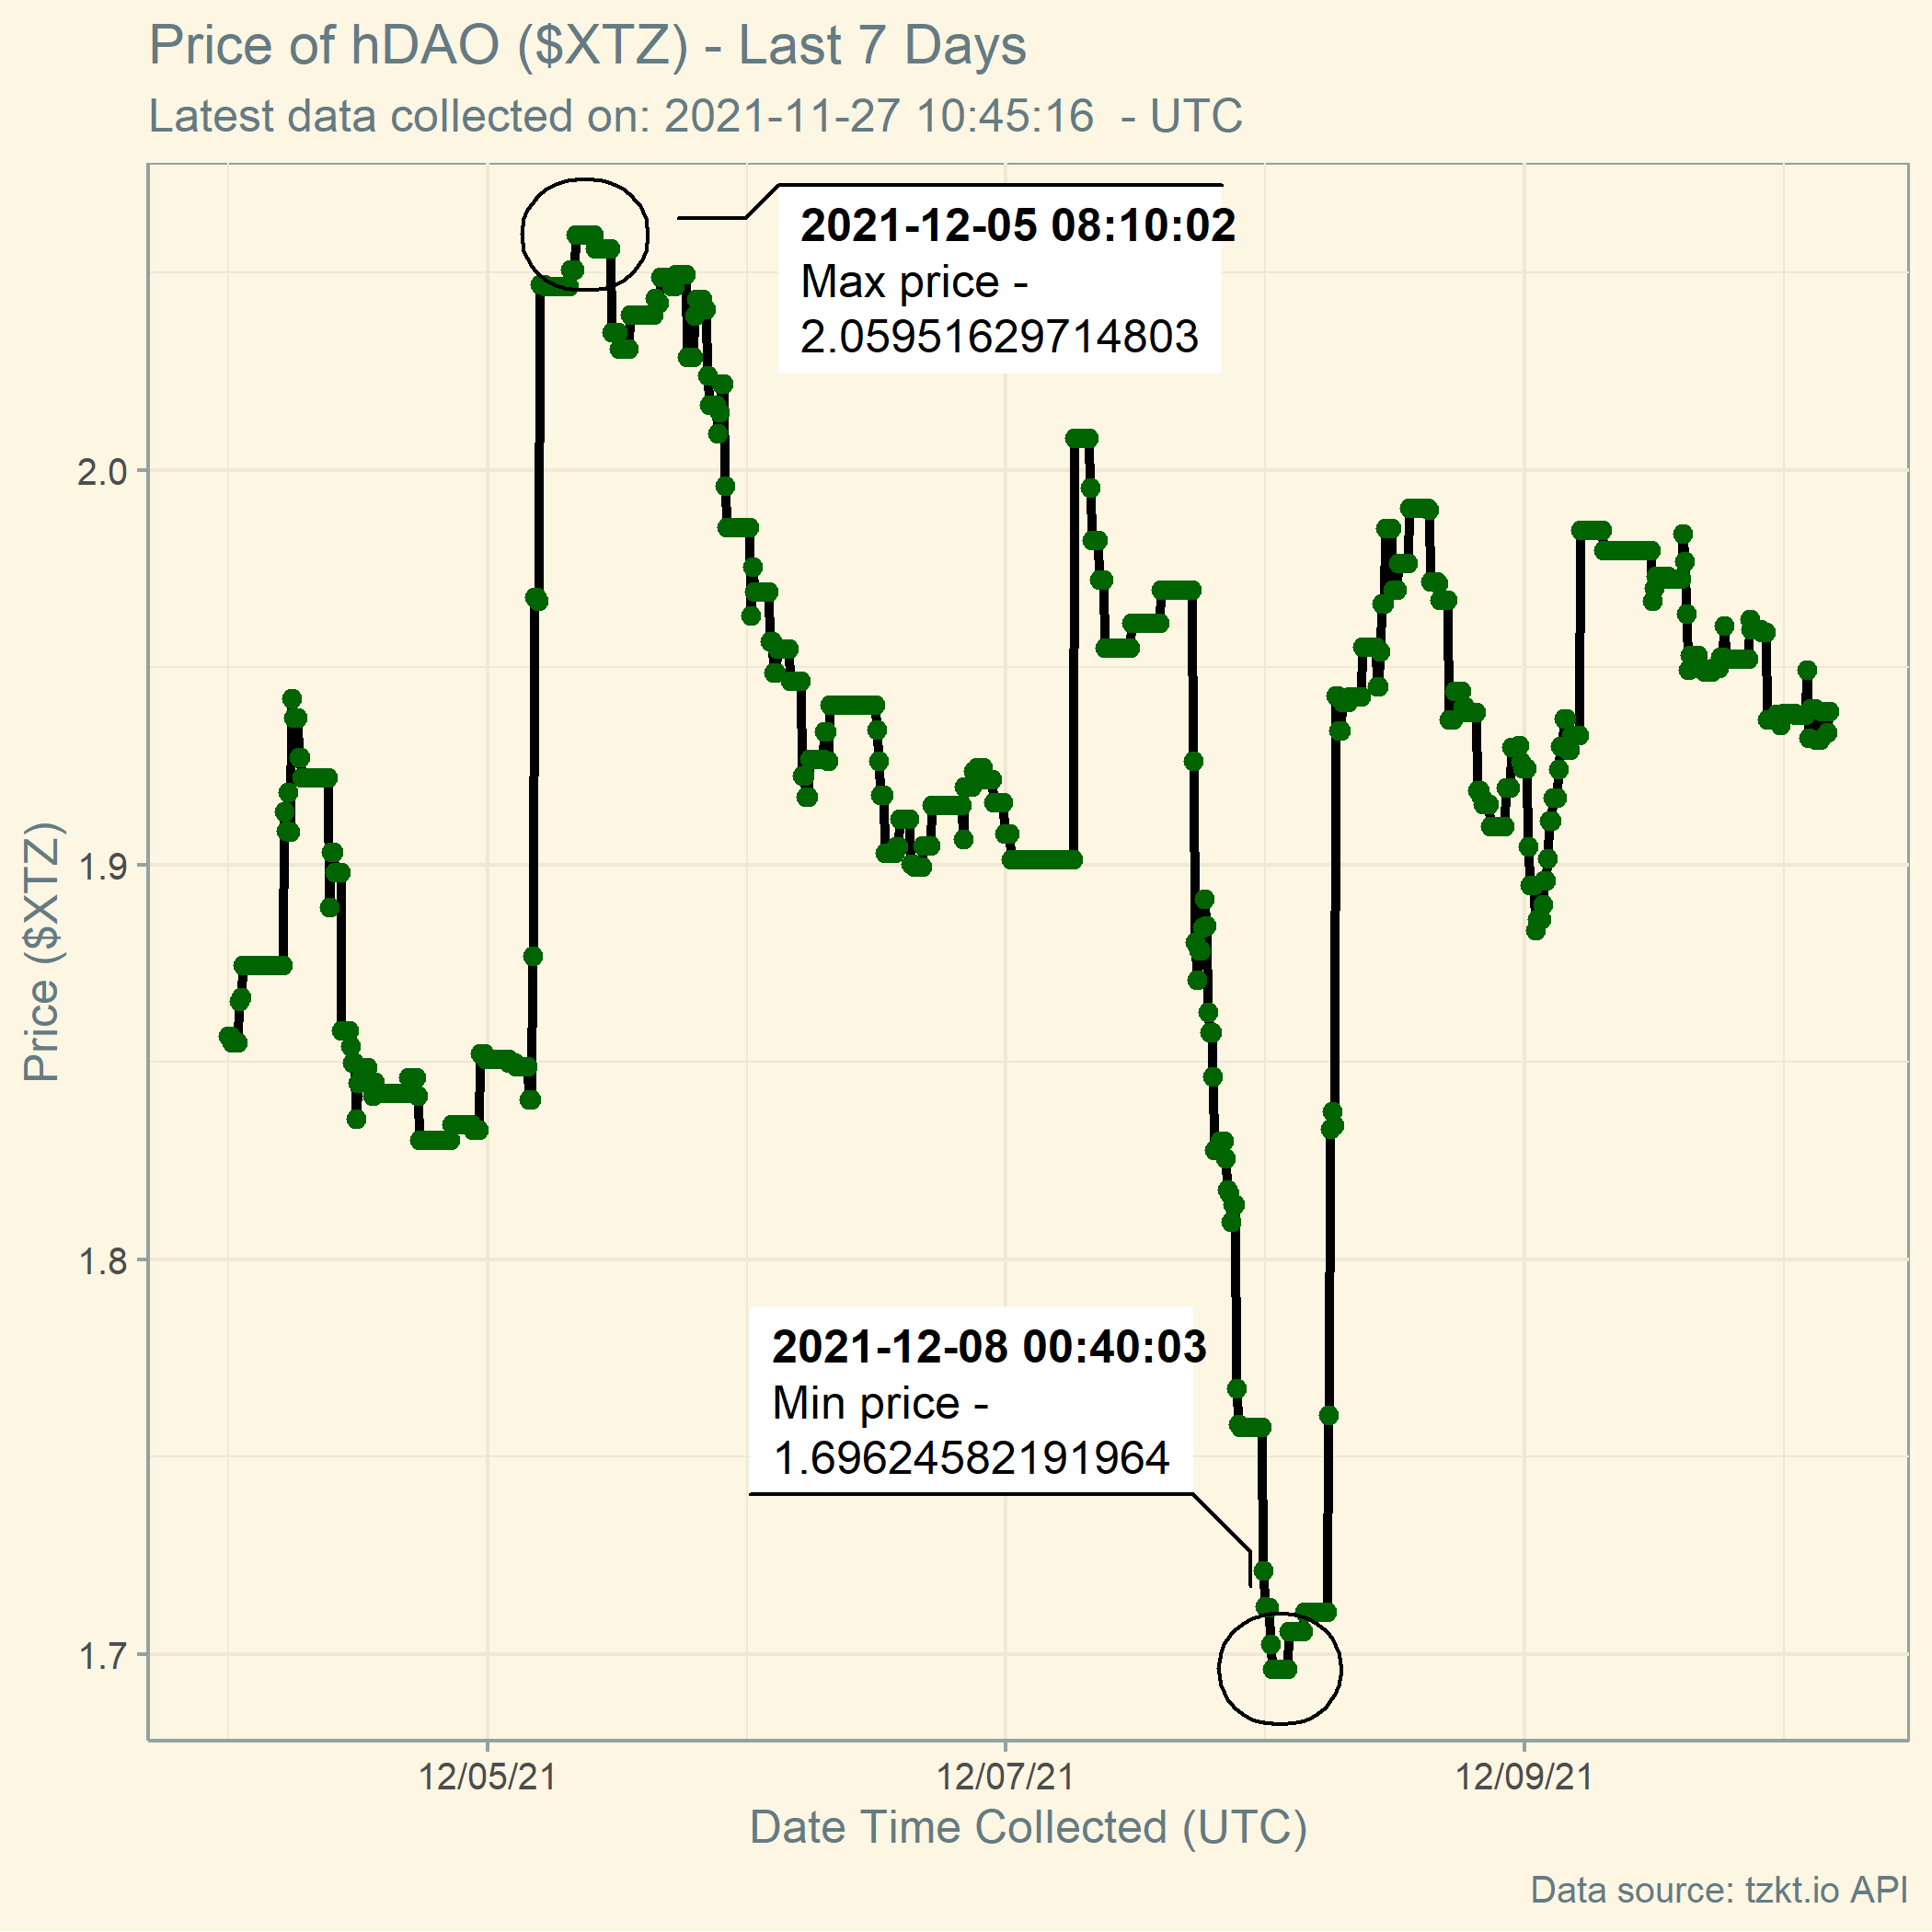 Price of hDAO ($XTZ) - Last 7 Days
Latest data collected on: 2021-11-27 10:45:16  - UTC
2021-12-05 08:10:02
Max price -
2.05951629714803
2.0
1.9
1.8
1.7
Price ($XTZ)
2021-12-08 00:40:03
Min price -
1.69624582191964
12/05/21
12/07/21
12/09/21
Date Time Collected (UTC)
Data source: tzkt.io API